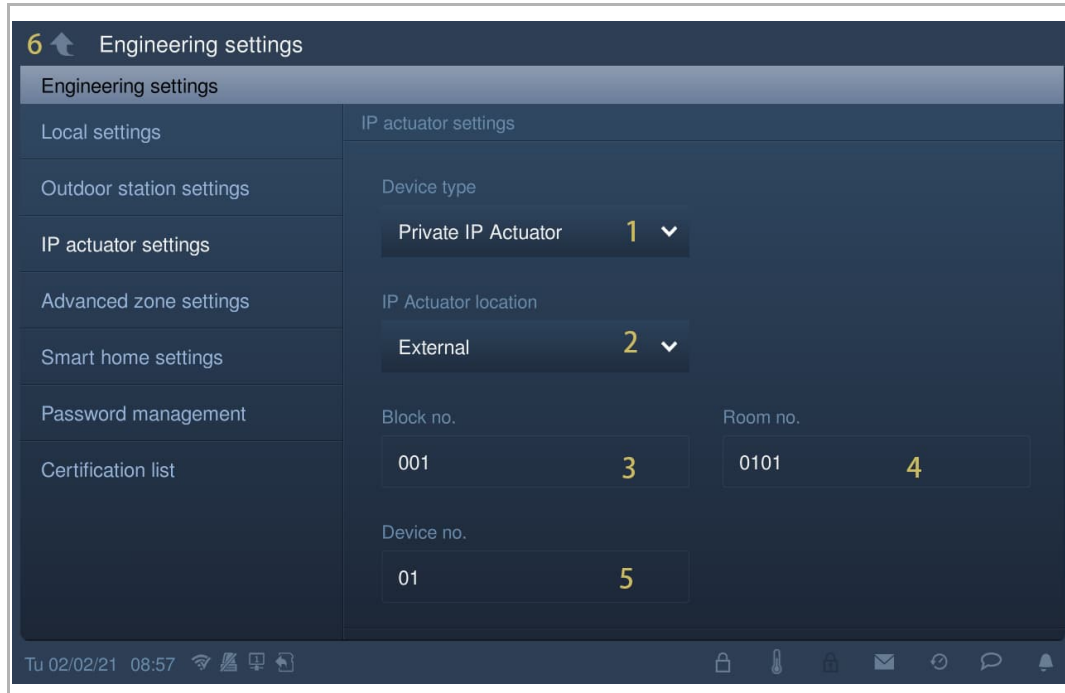 6 Engineering settings
Engineering settings
Local settings
IP actuator settings
Outdoor station settings
Device type
Private IP Actuator 1
IP actuator settings
Advanced zone settings
IP Actuator location
External 2
Smart home settings
Password management
Block no. Room no.
001 3 0101 4
Certification list
Device no.
01 5
Tu 02/02/21 08:57